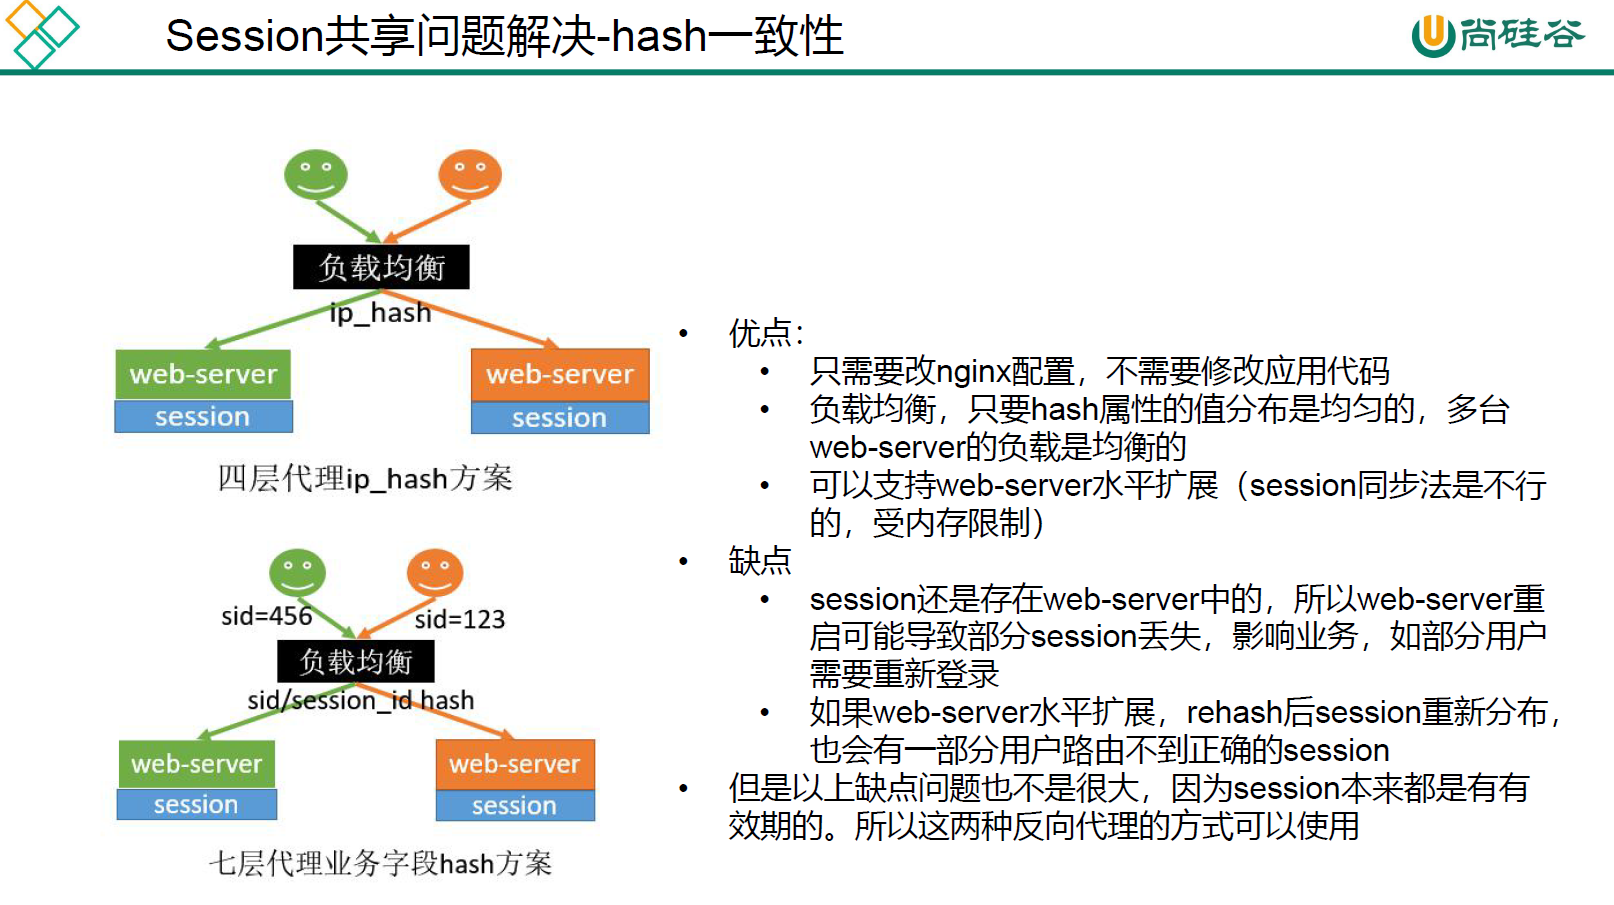 Session共享问题解决-hash一致性
尚硅谷
负载均衡
ip_hash
web-server
web-server
session
session
四层代理ip_hash方案
sid=456
sid=123
负载均衡
sid/session_id hash
web-server
web-server
session
session
七层代理业务字段hash方案
• 优点：
• 只需要改nginx配置，不需要修改应用代码
• 负载均衡，只要hash属性的值分布是均匀的，多台
web-server的负载是均衡的
• 可以支持web-server水平扩展（session同步法是不行
的，受内存限制）
• 缺点
• session还是存在web-server中的，所以web-server重
启可能导致部分session丢失，影响业务，如部分用户
需要重新登录
• 如果web-server水平扩展，rehash后session重新分布，
也会有一部分用户路由不到正确的session
• 但是以上缺点问题也不是很大，因为session本来都是有有
效期的。所以这两种反向代理的方式可以使用